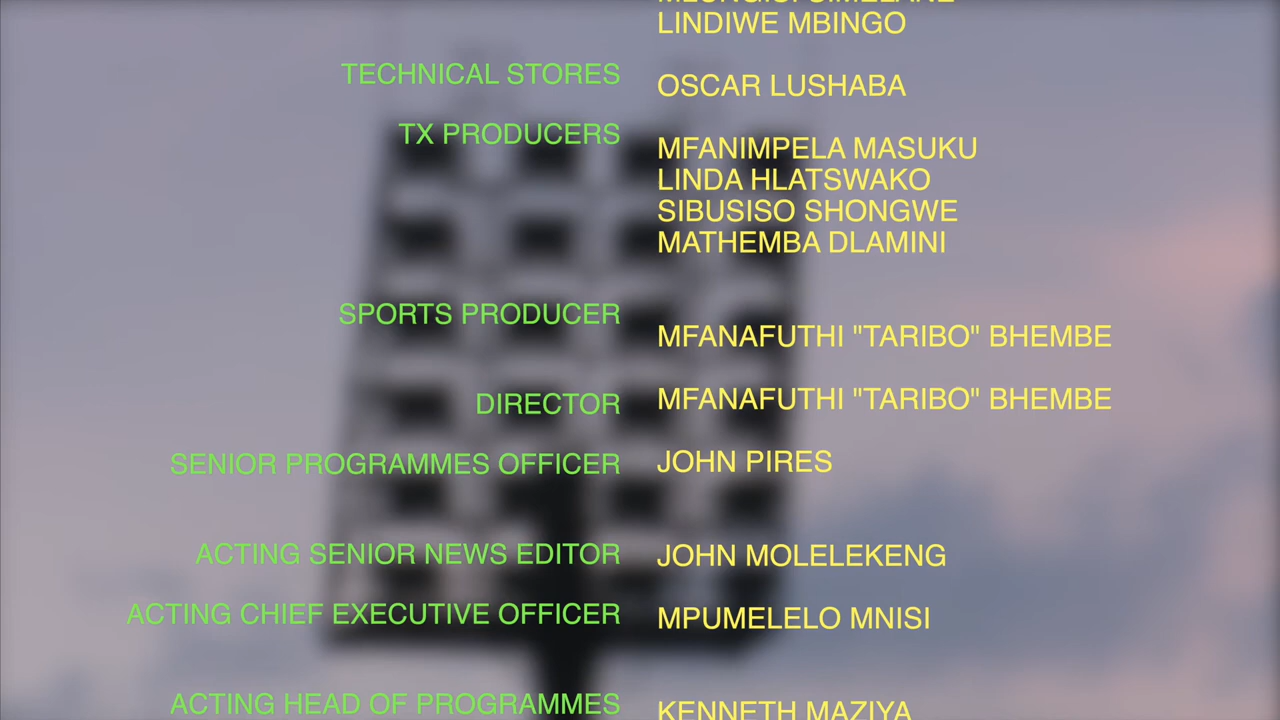 LINDIWE MBINGO
TECHNICAL STORES OSCAR LUSHABA
TX PRODUCERS MFANIMPELA MASUKU
LINDA HLATSWAKO
SIBUSISO SHONGWE
MATHEMBA DLAMINI
SPORTS PRODUCER MFANAFUTHI "TARIBO" BHEMBE
DIRECTOR MFANAFUTHI "TARIBO" BHEMBE
SENIOR PROGRAMMES OFFICER JOHN PIRES
ACTING SENIOR NEWS EDITOR JOHN MOLELEKENG
ACTING CHIEF EXECUTIVE OFFICER MPUMELELO MNISI
ACTING HEAD OF PROGRAMMES KENNETH MAZIYA